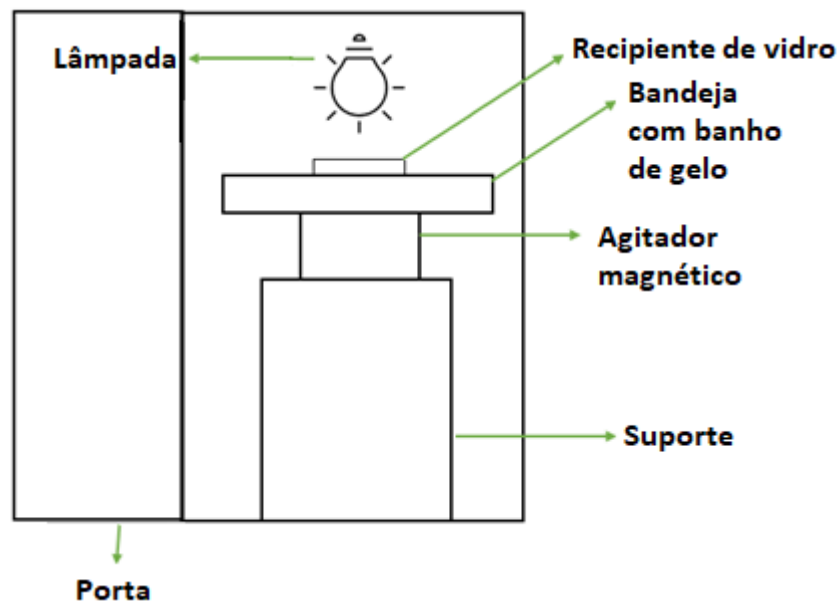 Lâmpada
Recipiente de vidro
Bandeja
com banho
de gelo
Agitador
magnético
Suporte
Porta